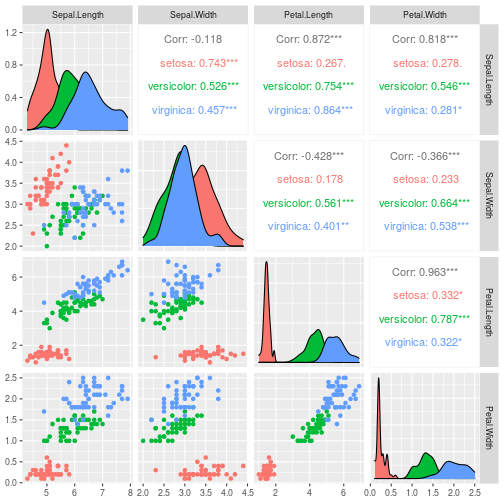 Sepal.Length Sepal.Width Petal.Length Petal.Width
1.2
0.8
0.4
0.0
Corr: -0.118
setosa: 0.743***
versicolor: 0.526***
virginica: 0.457***
Corr: 0.872***
setosa: 0.267.
versicolor: 0.754***
virginica: 0.864***
Corr: 0.818***
setosa: 0.278.
versicolor: 0.546***
virginica: 0.281*
Sepal.Length
4.5
4.0
3.5
3.0
2.5
2.0
Corr: -0.428***
setosa: 0.178
versicolor: 0.561***
virginica: 0.401**
Corr: -0.366***
setosa: 0.233
versicolor: 0.664***
virginica: 0.538***
Sepal.Width
6
4
2
Corr: 0.963***
setosa: 0.332*
versicolor: 0.787***
virginica: 0.322*
Petal.Length
2.5
2.0
1.5
1.0
0.5
0.0
Petal.Width
5 6 7 8 2.0 2.5 3.0 3.5 4.0 4.5 2 4 6 0.0 0.5 1.0 1.5 2.0 2.5